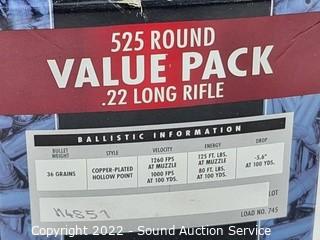 525 ROUND
VALUE PACK
.22 LONG RIFLE
BALLISTIC INFORMATION
BULLET WEIGHT STYLE VELOCITY ENERGY DROP
36 GRAINS COPPER-PLATED HOLLOW POINT 1260 FPS AT MUZZLE 1000 FPS AT 100 YDS. 125 FT. LBS. AT MUZZLE 80 FT. LBS. AT 100 YDS. -5.6" AT 100 YDS.
LOT
M4851
LOAD NO. 745
Copyright 2022 - Sound Auction Service